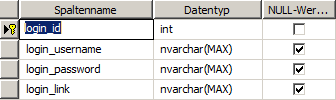 Spaltenname Datentyp NULL-Wer...
login_id int
login_username nvarchar(MAX)
login_password nvarchar(MAX)
login_link nvarchar(MAX)